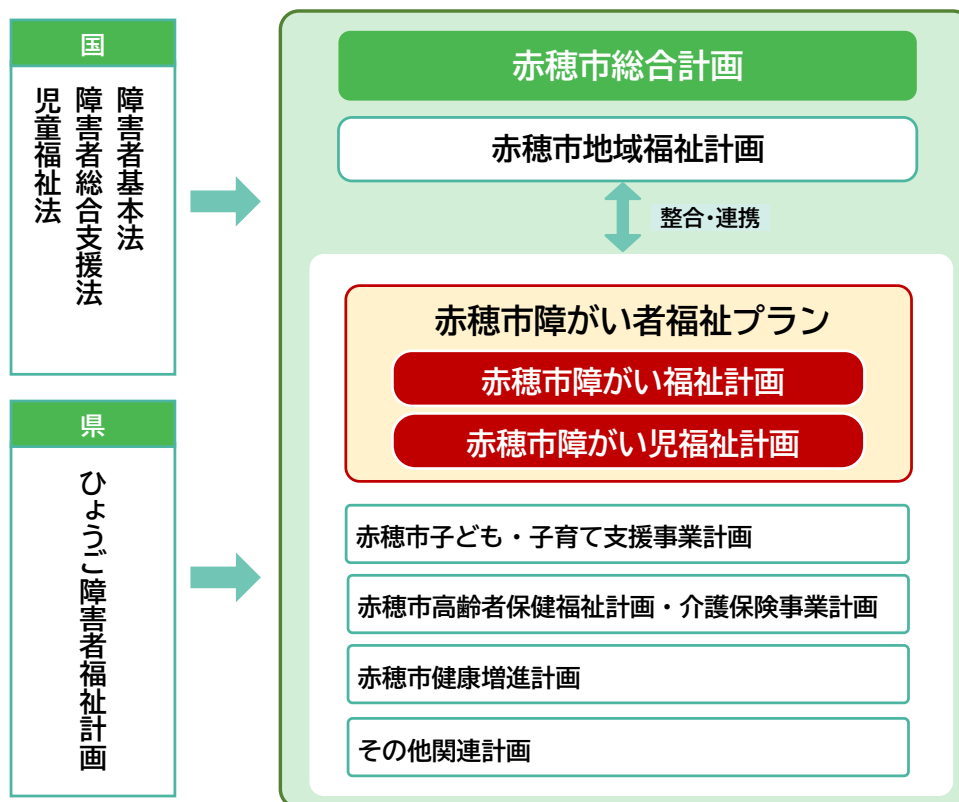 国
障害者基本法
障害者総合支援法
児童福祉法
県
ひょうご障害者福祉計画
赤穂市総合計画
赤穂市地域福祉計画
整合・連携
赤穂市障がい者福祉プラン
赤穂市障がい福祉計画
赤穂市障がい児福祉計画
赤穂市子ども・子育て支援事業計画
赤穂市高齢者保健福祉計画・介護保険事業計画
赤穂市健康増進計画
その他関連計画